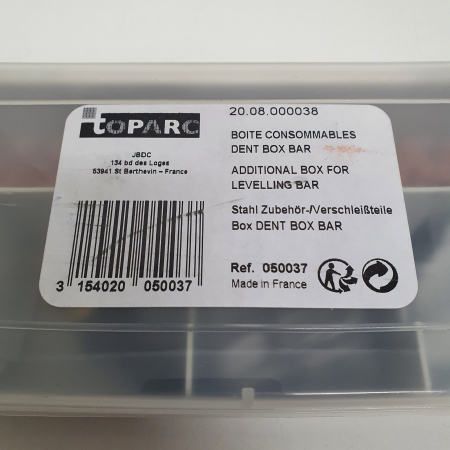 toPARC
JBDC
134 bd des Loges
53941 St Berthevin – France
3 154020 050037
20.08.000038
BOITE CONSOMMABLES
DENT BOX BAR
ADDITIONAL BOX FOR
LEVELLING BAR
Stahl Zubehör-/Verschleißteile
Box DENT BOX BAR
Ref. 050037
Made in France